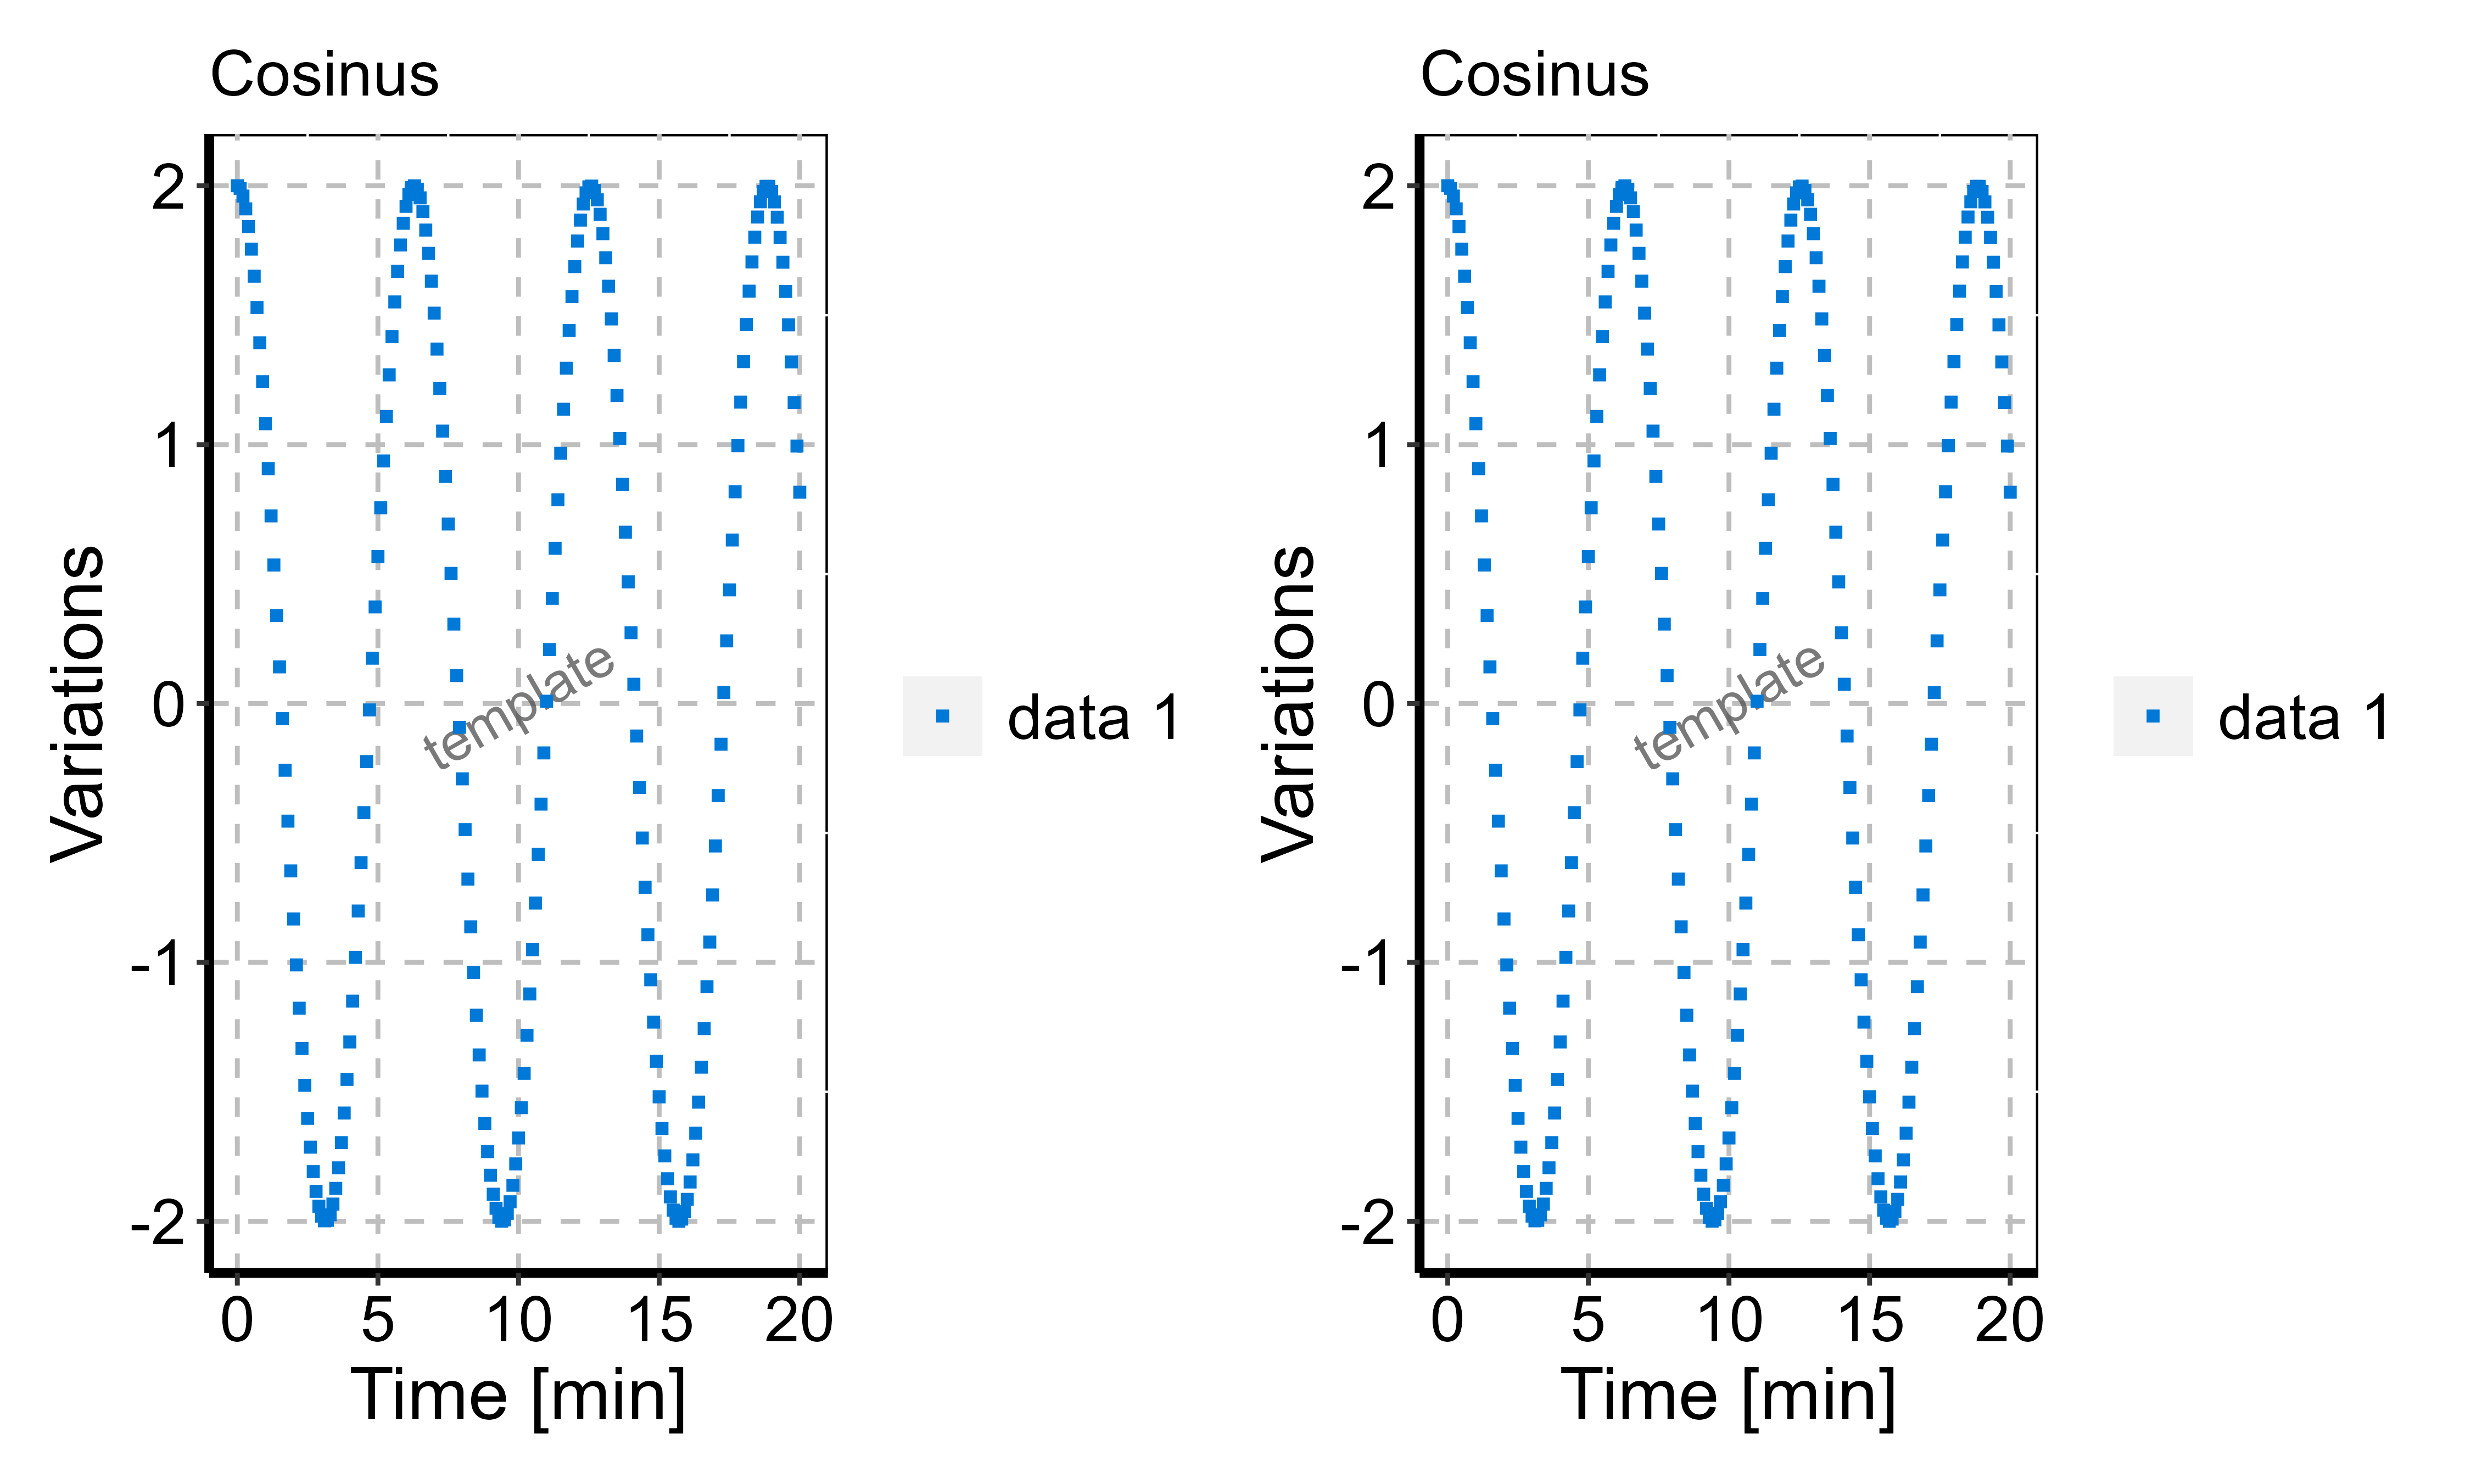 Cosinus
2
1
0
-1
-2
Variations
template
data 1
0 5 10 15 20
Time [min]
Cosinus
2
1
0
-1
-2
Variations
template
data 1
0 5 10 15 20
Time [min]